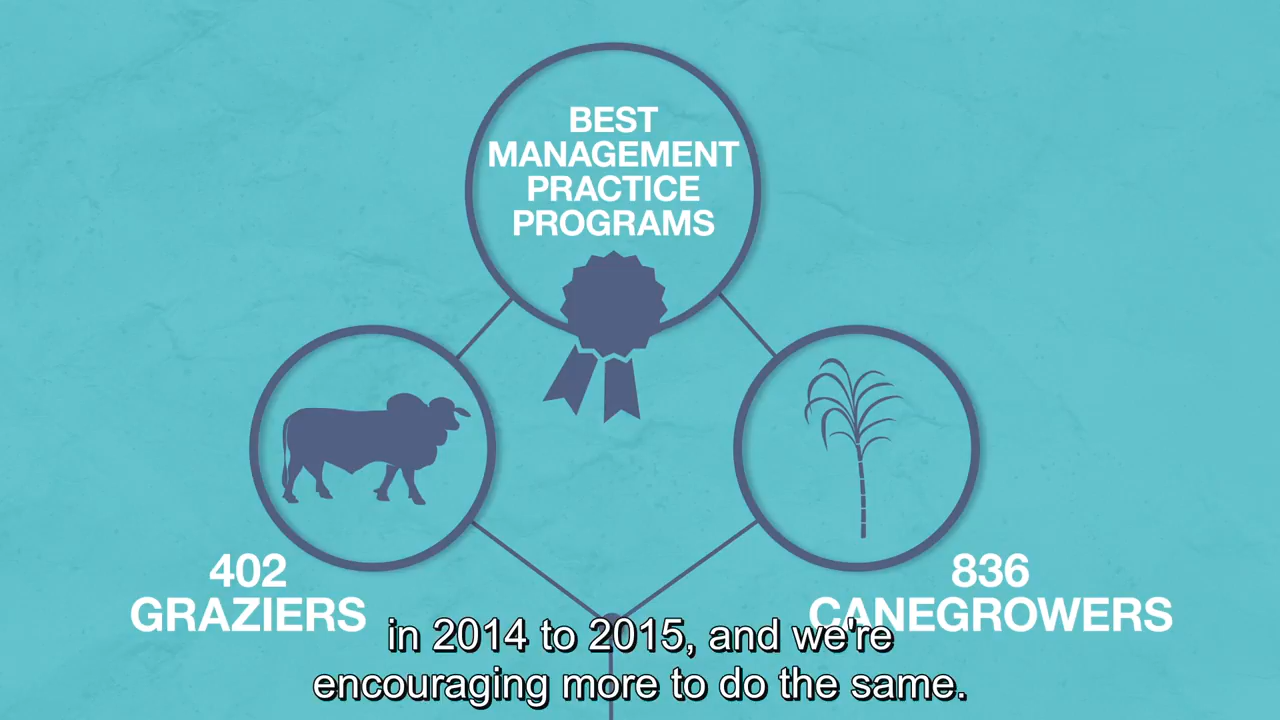 BEST
MANAGEMENT
PRACTICE
PROGRAMS
402
GRAZIERS
836
CANEGROWERS
in 2014 to 2015, and we're
encouraging more to do the same.